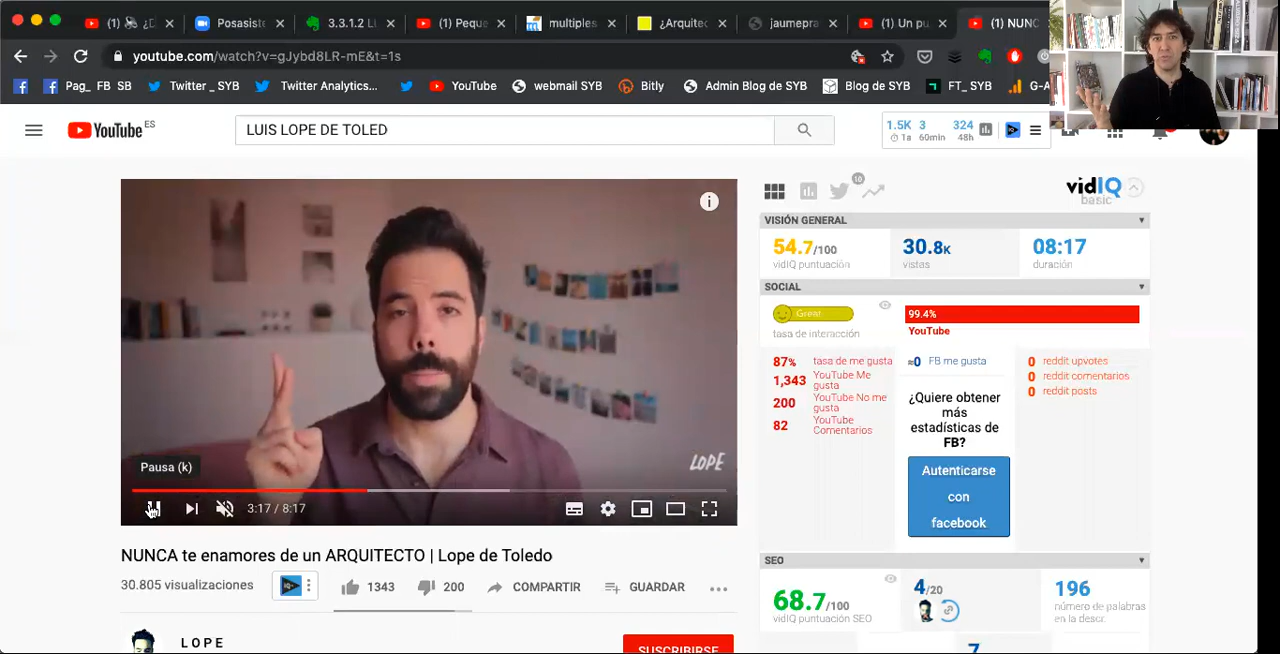 (1) 🐍 ¿D
Posasiste
3.3.1.2 LI
(1) Peque
multiples
¿Arquitec
jaumepra
(1) Un pu
(1) NUNC
youtube.com/watch?v=gJybd8LR-mE&t=1s
Pag_ FB SB
Twitter _ SYB
Twitter Analytics...
YouTube
webmail SYB
Bitly
Admin Blog de SYB
Blog de SYB
FT_ SYB
G-A
YouTube ES
LUIS LOPE DE TOLED
1.5K 3 324
1a 60min 48h
Pausa (k)
LOPE
3:17 / 8:17
NUNCA te enamores de un ARQUITECTO | Lope de Toledo
30.805 visualizaciones
1343
200
COMPARTIR
GUARDAR
LOPE
SUSCRIBIRSE
10
vidIQ
basic
VISIÓN GENERAL
54.7/100
vidIQ puntuación
30.8K
vistas
08:17
duración
SOCIAL
Great
tasa de interacción
99.4%
YouTube
87% tasa de me gusta
1,343 YouTube Me
gusta
200 YouTube No me
gusta
82 YouTube
Comentarios
≈0 FB me gusta
¿Quiere obtener
más
estadísticas de
FB?
Autenticarse
con
facebook
0 reddit upvotes
0 reddit comentarios
0 reddit posts
SEO
68.7/100
vidIQ puntuación SEO
4/20
196
número de palabras
en la descr.
7